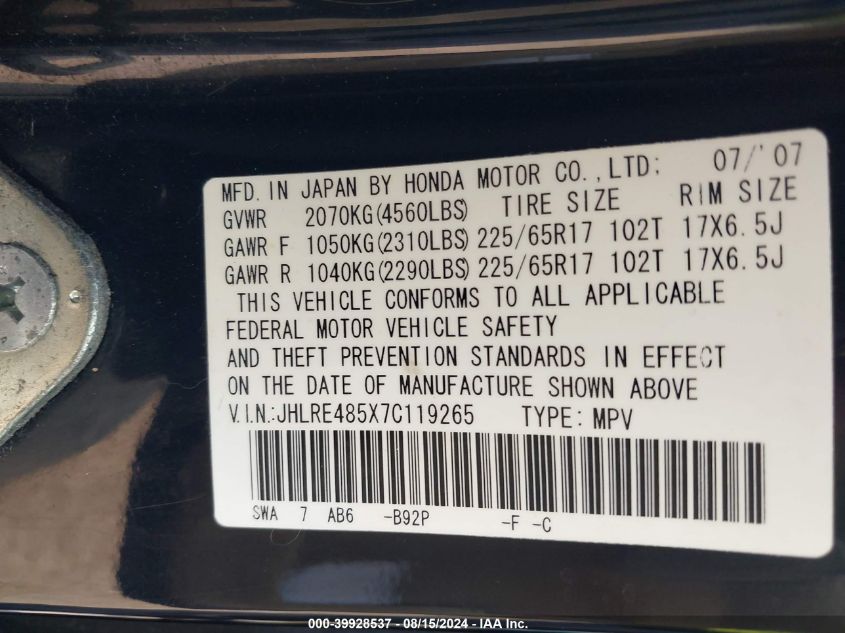 MFD. IN JAPAN BY HONDA MOTOR CO., LTD: 07/'07
GVWR 2070KG(4560LBS) TIRE SIZE RIM SIZE
GAWR F 1050KG(2310LBS) 225/65R17 102T 17X6.5J
GAWR R 1040KG(2290LBS) 225/65R17 102T 17X6.5J
THIS VEHICLE CONFORMS TO ALL APPLICABLE
FEDERAL MOTOR VEHICLE SAFETY
AND THEFT PREVENTION STANDARDS IN EFFECT
ON THE DATE OF MANUFACTURE SHOWN ABOVE
V.I.N.:JHLRE485X7C119265 TYPE: MPV
SWA 7 AB6 -B92P -F -C
000-39928537 - 08/15/2024 - IAA Inc.